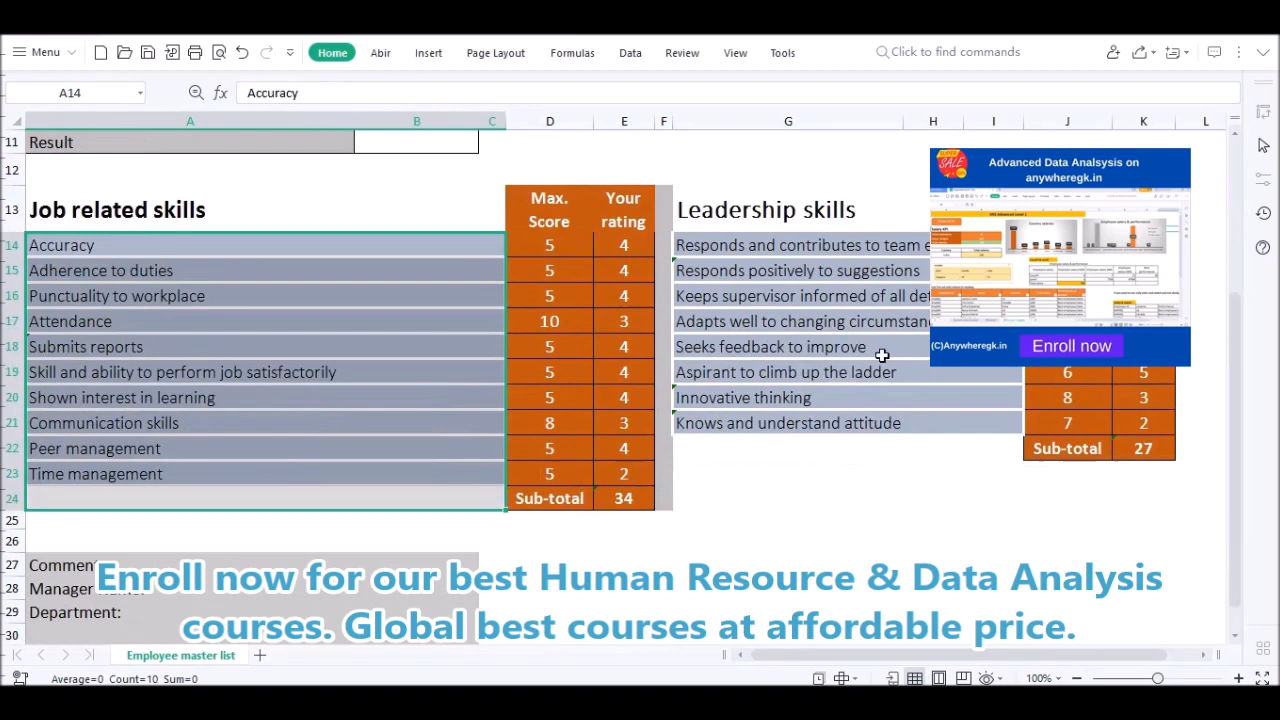 Menu Home Abir Insert Page Layout Formulas Data Review View Tools Click to find commands
A14 fx Accuracy
A B C D E F G H I J K L
11 Result
12
13 Job related skills Max. Score Your rating Leadership skills
14 Accuracy 5 4 Responds and contributes to team e
15 Adherence to duties 5 4 Responds positively to suggestions
16 Punctuality to workplace 5 4 Keeps supervisor informed of all de
17 Attendance 10 3 Adapts well to changing circumstan
18 Submits reports 5 4 Seeks feedback to improve
19 Skill and ability to perform job satisfactorily 5 4 Aspirant to climb up the ladder 6 5
20 Shown interest in learning 5 4 Innovative thinking 8 3
21 Communication skills 8 3 Knows and understand attitude 7 2
22 Peer management 5 4 Sub-total 27
23 Time management 5 2
24 Sub-total 34
25
26
27 Commen
28 Manager
29 Department:
30
SUPER SALE
Advanced Data Analsysis on
anywheregk.in
(C)Anywheregk.in Enroll now
Enroll now for our best Human Resource & Data Analysis
courses. Global best courses at affordable price.
Employee master list
Average=0 Count=10 Sum=0 100%